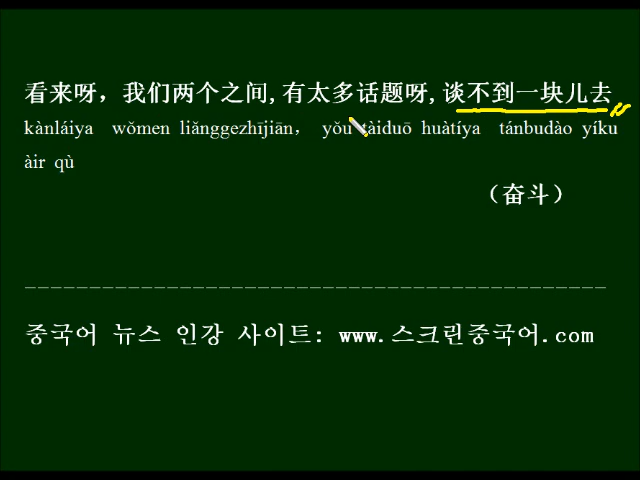 看来呀，我们两个之间,有太多话题呀,谈不到一块儿去
kànláiya wǒmen liǎnggezhījiān， yǒu tàiduō huàtíya tánbudào yíku
àir qù
（奋斗）
중국어 뉴스 인강 사이트: www.스크린중국어.com